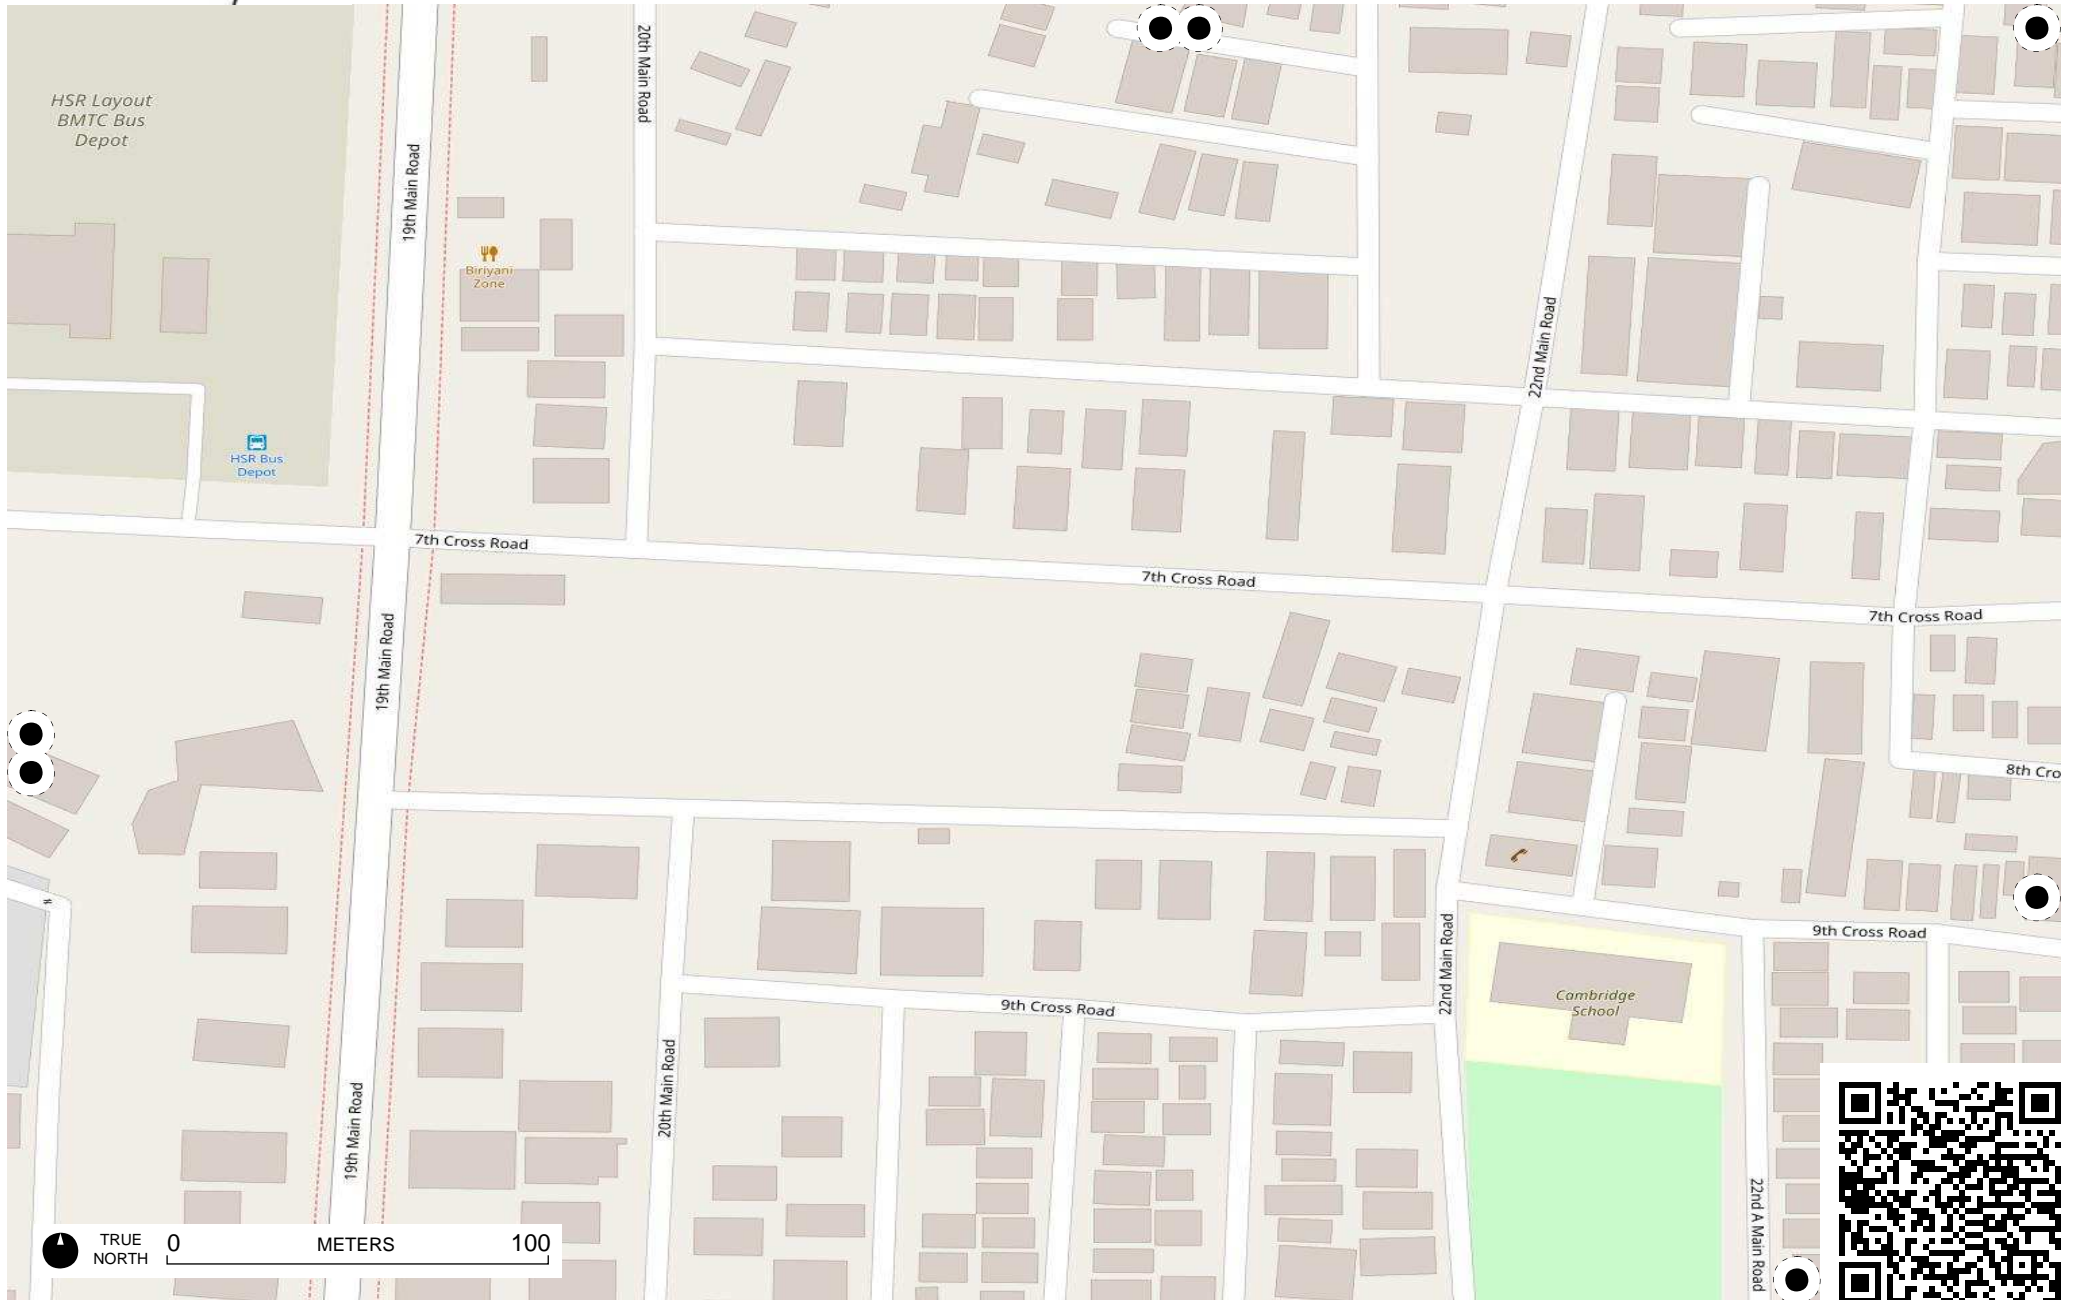 20th Main Road
HSR Layout
BMTC Bus
Depot
19th Main Road
Biriyani
Zone
22nd Main Road
HSR Bus
Depot
7th Cross Road
7th Cross Road
7th Cross Road
19th Main Road
8th Cro
9th Cross Road
22nd Main Road
Cambridge
School
9th Cross Road
20th Main Road
19th Main Road
22nd A Main Road
TRUE
NORTH
0 METERS 100